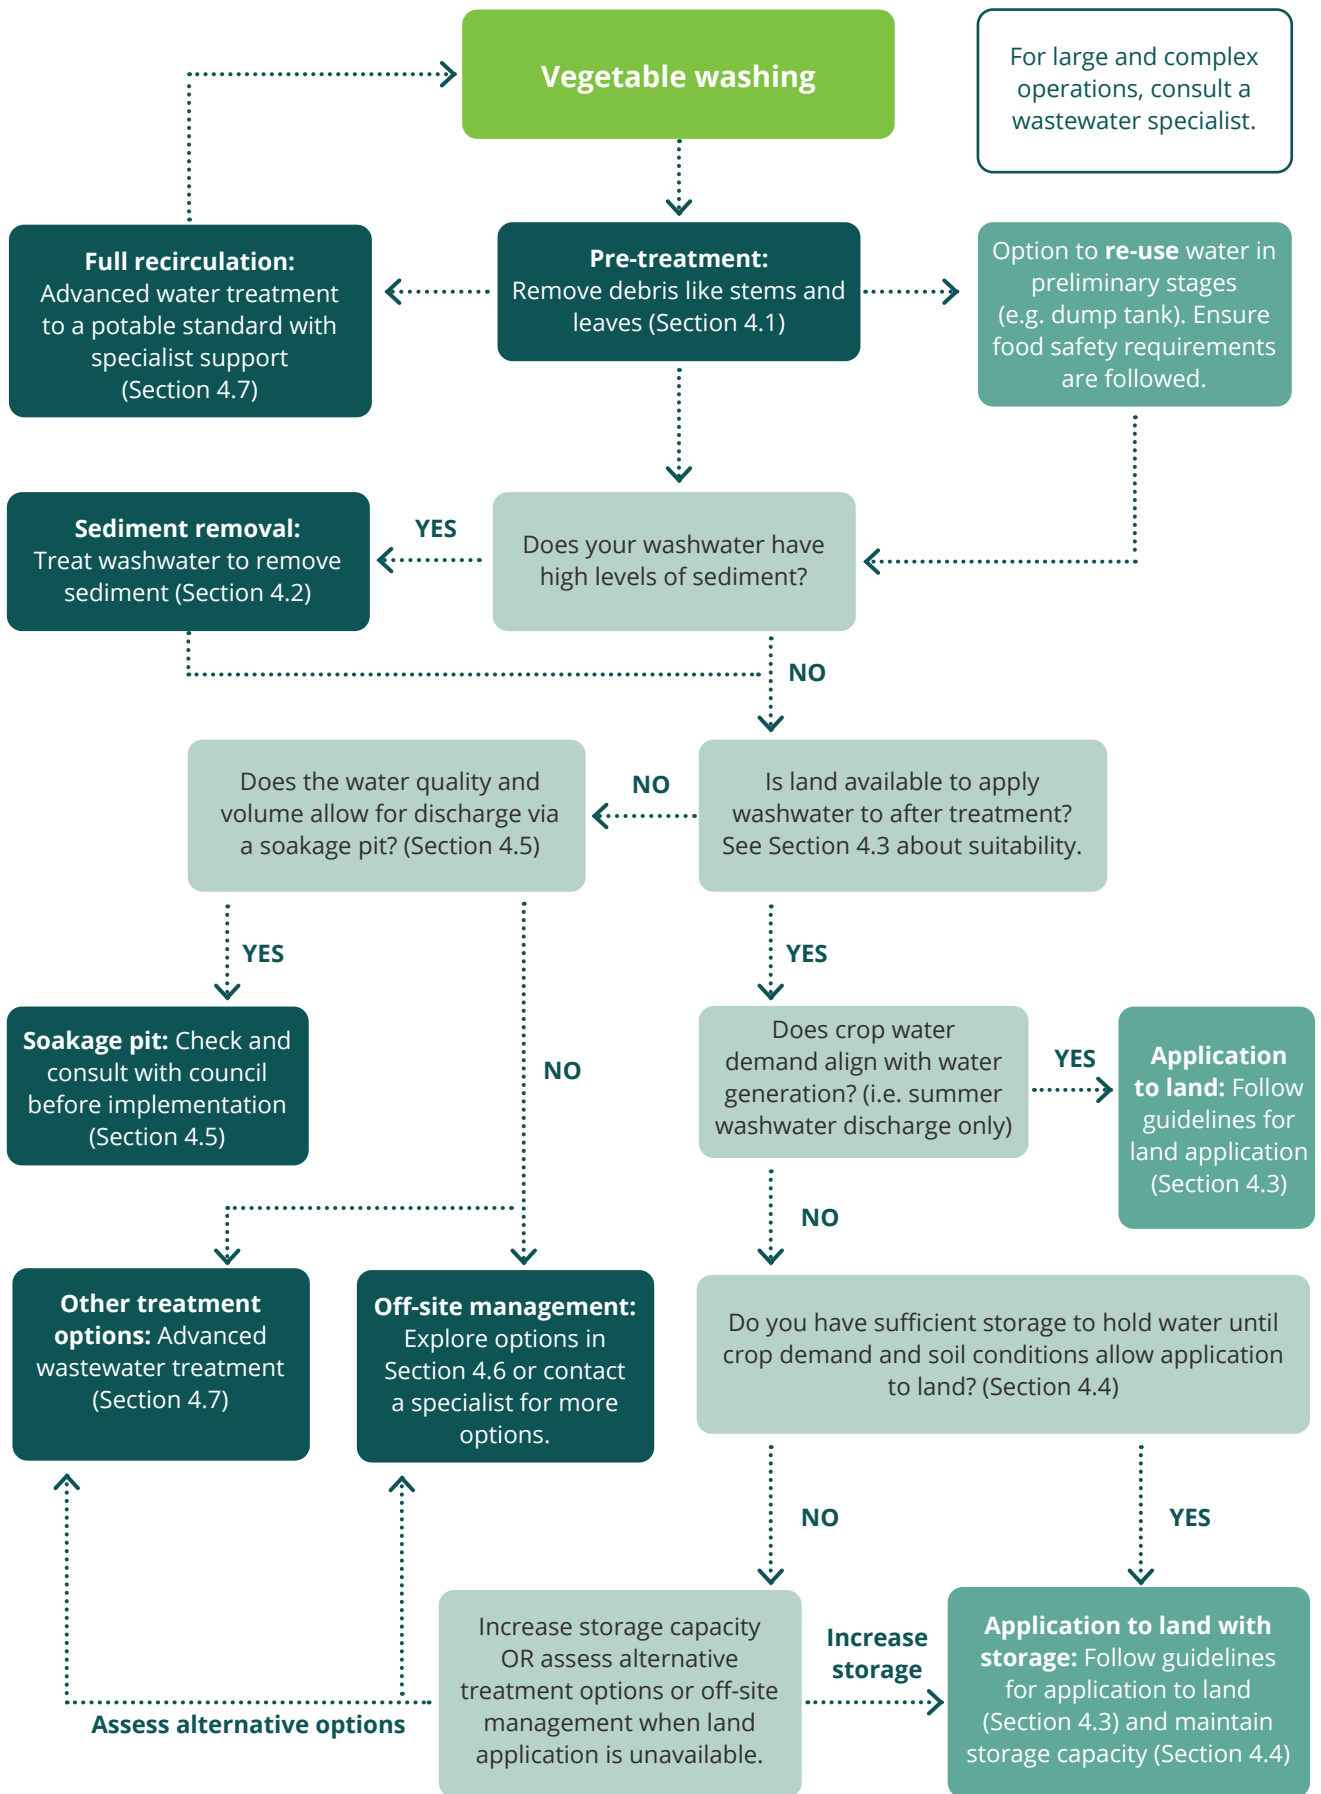 Vegetable washing
For large and complex
operations, consult a
wastewater specialist.
Full recirculation:
Advanced water treatment
to a potable standard with
specialist support
(Section 4.7)
Pre-treatment:
Remove debris like stems and
leaves (Section 4.1)
Option to re-use water in
preliminary stages
(e.g. dump tank). Ensure
food safety requirements
are followed.
Sediment removal:
Treat washwater to remove
sediment (Section 4.2)
YES
Does your washwater have
high levels of sediment?
NO
Does the water quality and
volume allow for discharge via
a soakage pit? (Section 4.5)
NO
Is land available to apply
washwater to after treatment?
See Section 4.3 about suitability.
YES
YES
Soakage pit: Check and
consult with council
before implementation
(Section 4.5)
NO
Does crop water
demand align with water
generation? (i.e. summer
washwater discharge only)
YES
Application
to land: Follow
guidelines for
land application
(Section 4.3)
NO
Other treatment
options: Advanced
wastewater treatment
(Section 4.7)
Off-site management:
Explore options in
Section 4.6 or contact
a specialist for more
options.
Do you have sufficient storage to hold water until
crop demand and soil conditions allow application
to land? (Section 4.4)
NO
YES
Assess alternative options
Increase storage capacity
OR assess alternative
treatment options or off-site
management when land
application is unavailable.
Increase
storage
Application to land with
storage: Follow guidelines
for application to land
(Section 4.3) and maintain
storage capacity (Section 4.4)